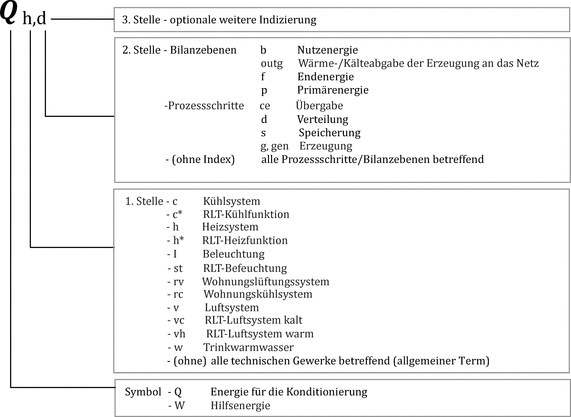 Q h,d
3. Stelle - optionale weitere Indizierung
2. Stelle - Bilanzebenen b Nutzenergie
outg Wärme-/Kälteabgabe der Erzeugung an das Netz
f Endenergie
p Primärenergie
-Prozessschritte ce Übergabe
d Verteilung
s Speicherung
g, gen Erzeugung
- (ohne Index) alle Prozessschritte/Bilanzebenen betreffend
1. Stelle - c Kühlsystem
- c* RLT-Kühlfunktion
- h Heizsystem
- h* RLT-Heizfunktion
- I Beleuchtung
- st RLT-Befeuchtung
- rv Wohnungslüftungssystem
- rc Wohnungskühlsystem
- v Luftsystem
- vc RLT-Luftsystem kalt
- vh RLT-Luftsystem warm
- w Trinkwarmwasser
- (ohne) alle technischen Gewerke betreffend (allgemeiner Term)
Symbol - Q Energie für die Konditionierung
- W Hilfsenergie